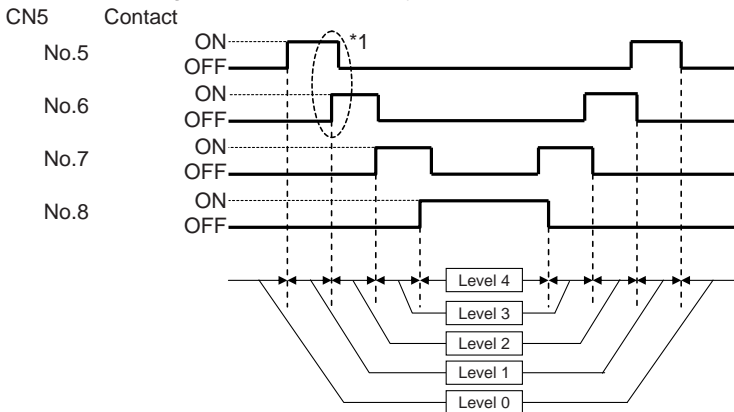 CN5 Contact
No.5 ON *1
OFF
No.6 ON
OFF
No.7 ON
OFF
No.8 ON
OFF
Level 4
Level 3
Level 2
Level 1
Level 0